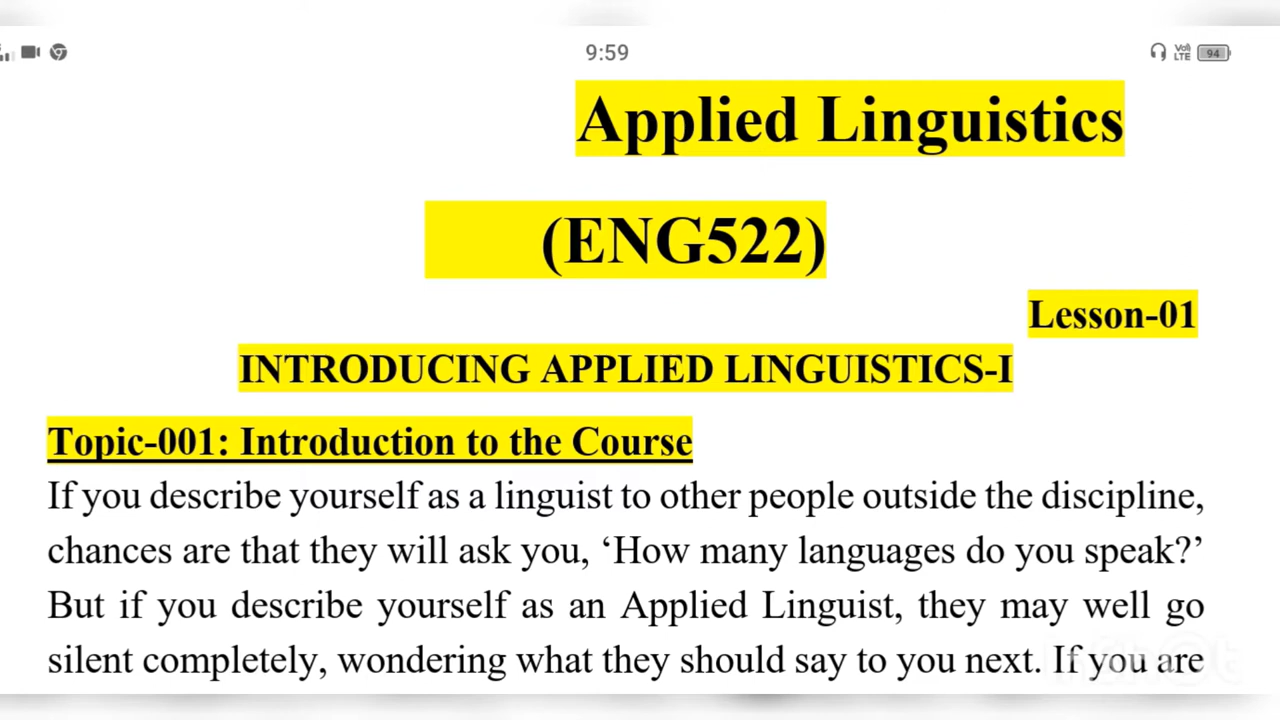 9:59
Vo)
LTE
94
Applied Linguistics
(ENG522)
Lesson-01
INTRODUCING APPLIED LINGUISTICS-I
Topic-001: Introduction to the Course
If you describe yourself as a linguist to other people outside the discipline,
chances are that they will ask you, ‘How many languages do you speak?’
But if you describe yourself as an Applied Linguist, they may well go
silent completely, wondering what they should say to you next. If you are